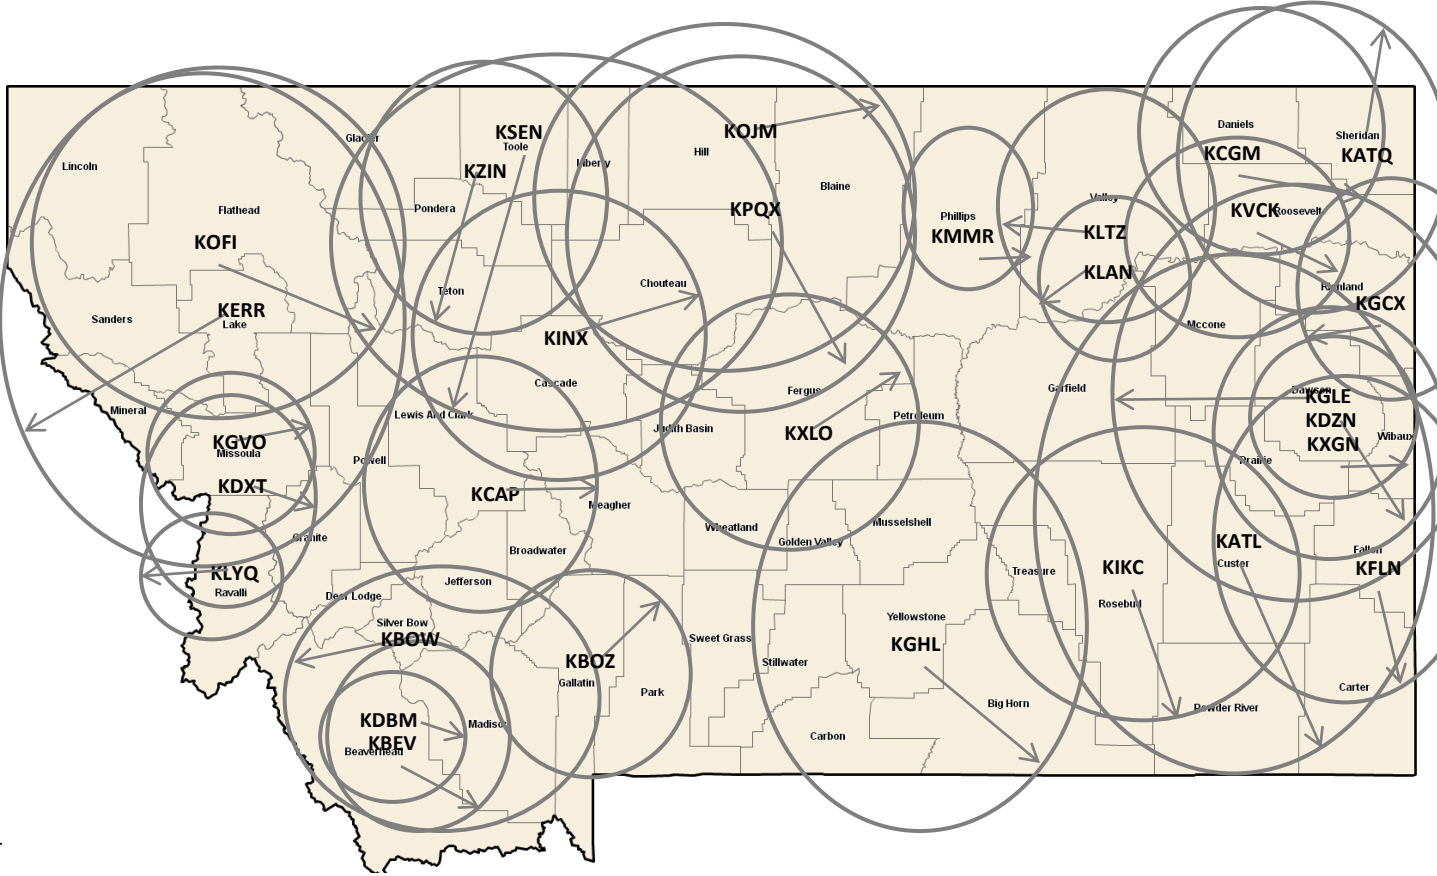 Daniels
KOJM
KSEN
Toole
Sheridan
Glacier
KCGM
KATQ
Hill
Liberty
Lincoln
KZIN
Blaine
Valley
Flathead
Pondera
KPQX
Phillips
KVCK
Roosevelt
KMMR
KLTZ
KOFI
KLAN
Chouteau
Teton
Richland
KGCX
KERR
Lake
Sanders
Mccone
KINX
Cascade
Fergus
Garfield
Dawson
KGLE
Mineral
Lewis And Clark
Petroleum
KDZN
Judith Basin
KXLO
Wibaux
KGVO
KXGN
Missoula
Powell
Prairie
KDXT
KCAP
Meagher
Wheatland
Musselshell
Granite
Golden Valley
KATL
Broadwater
Fallon
Custer
KLYQ
Treasure
KIKC
KFLN
Jefferson
Ravalli
Deer Lodge
Rosebud
Silver Bow
Yellowstone
KBOW
Sweet Grass
KGHL
KBOZ
Stillwater
Gallatin
Park
Carter
Big Horn
Powder River
KDBM
Madison
Carbon
KBEV
Beaverhead